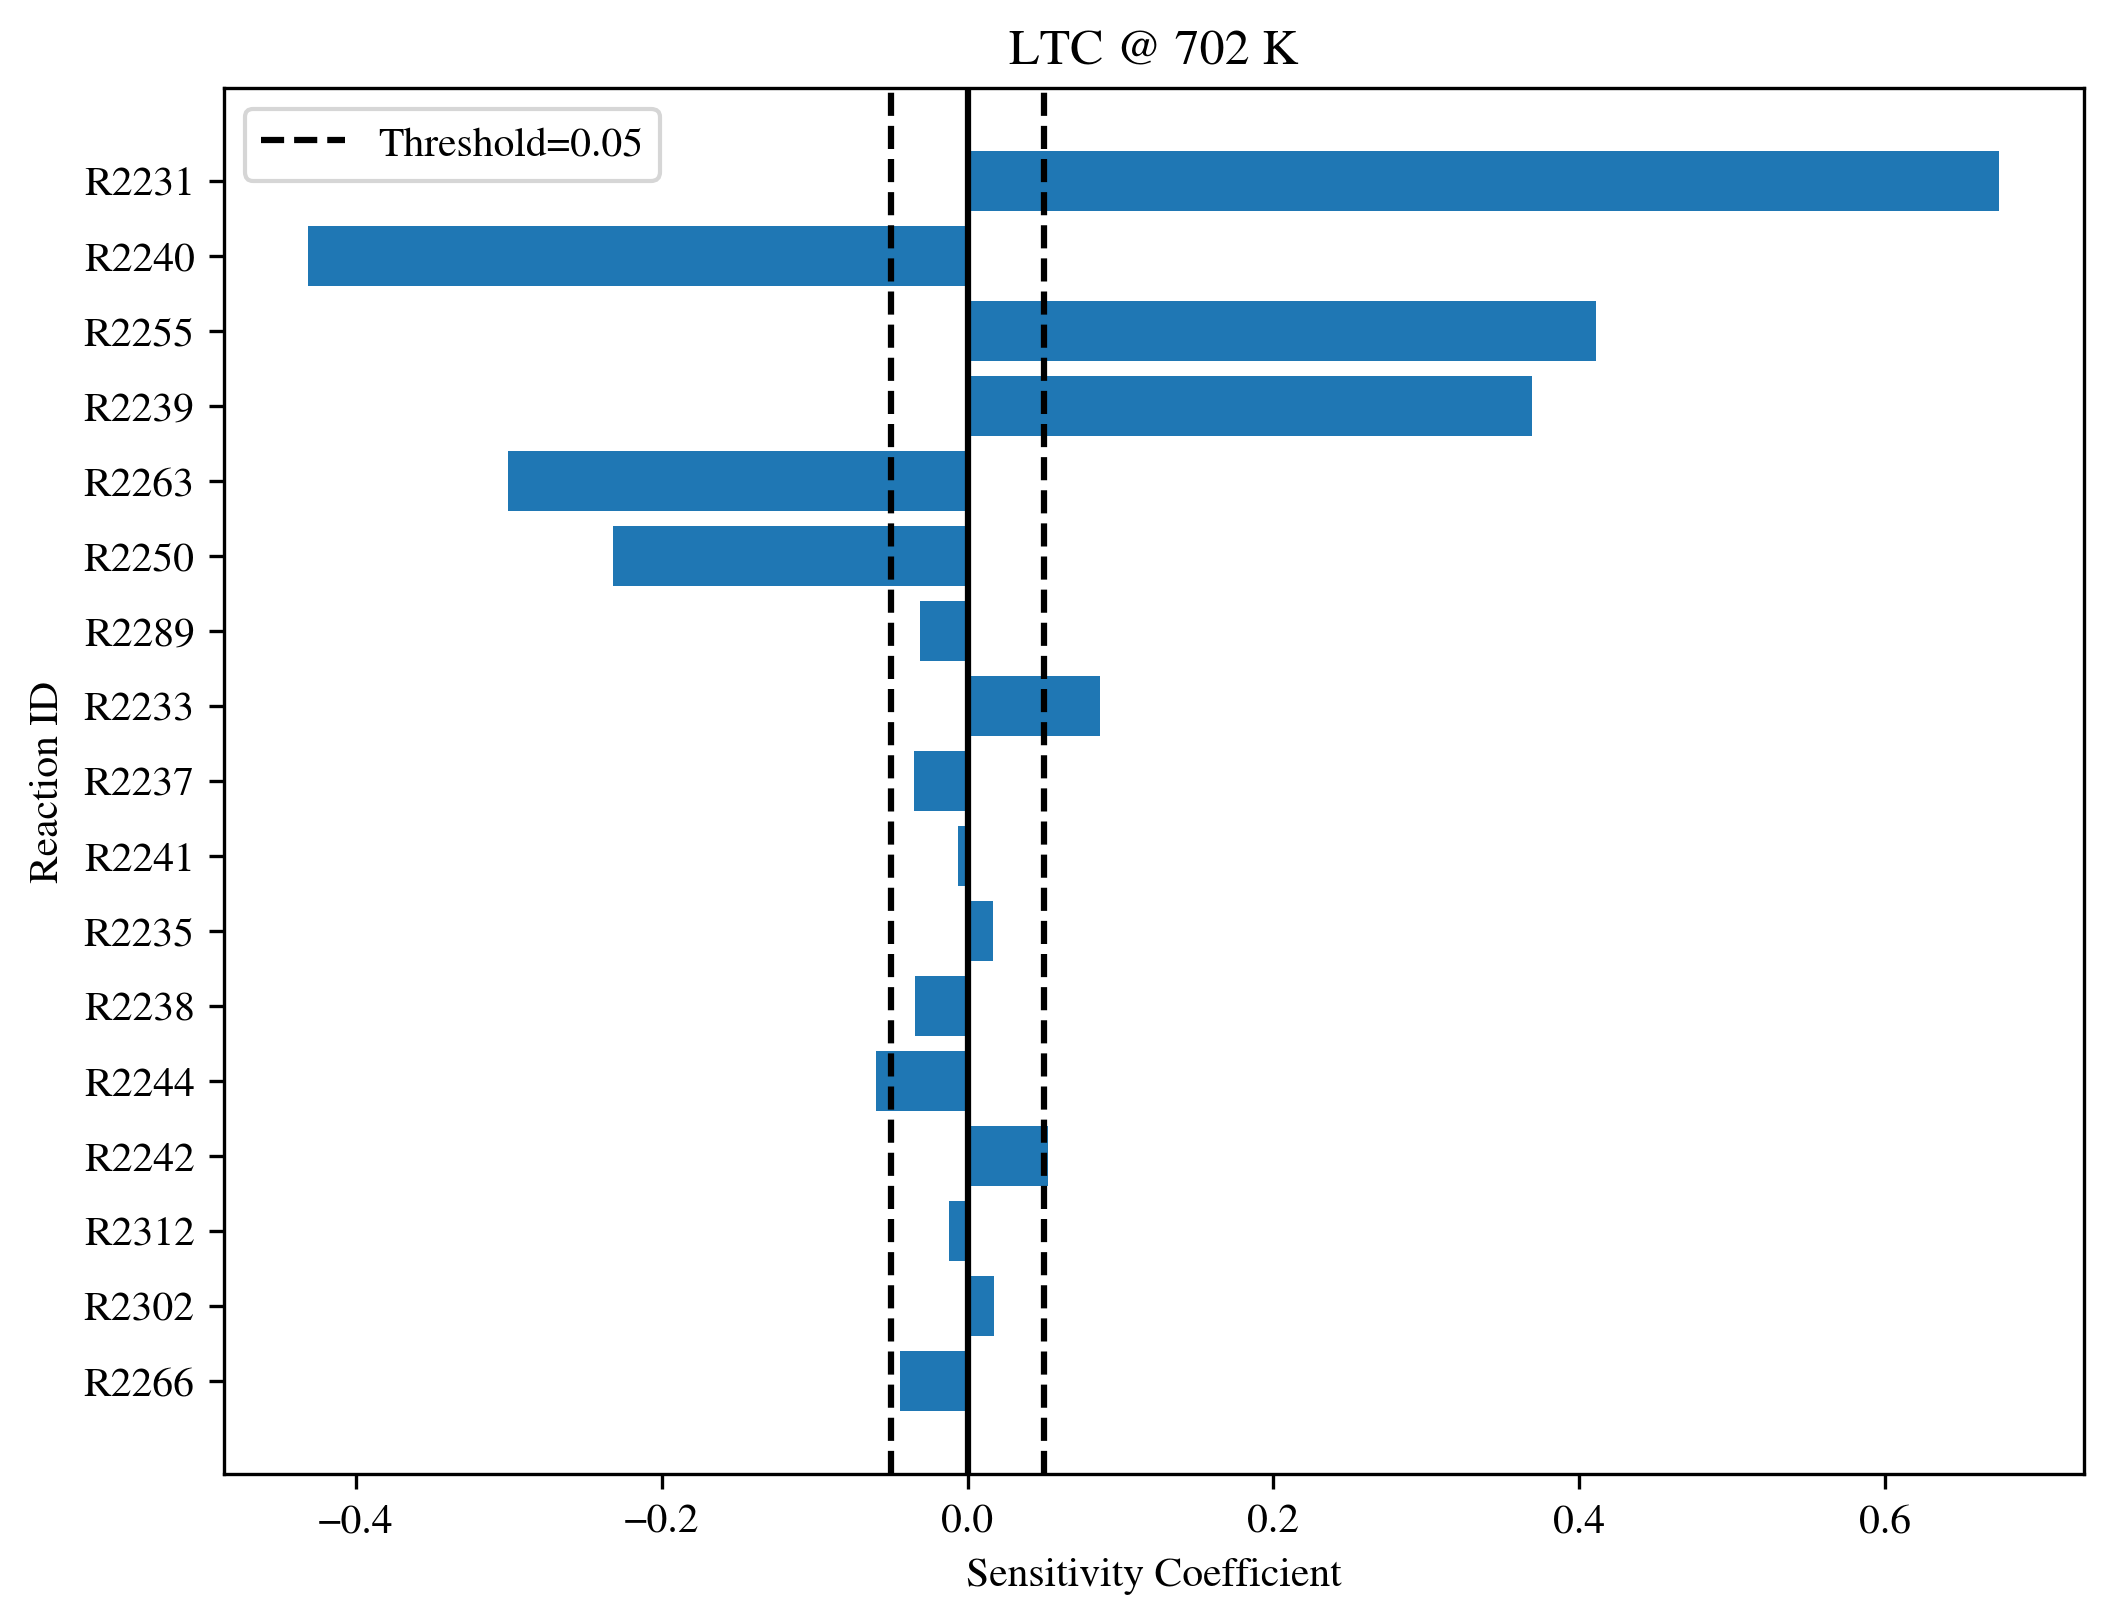 LTC @ 702 K
Threshold=0.05
R2231
R2240
R2255
R2239
R2263
R2250
R2289
R2233
R2237
R2241
R2235
R2238
R2244
R2242
R2312
R2302
R2266
Reaction ID
−0.4 −0.2 0.0 0.2 0.4 0.6
Sensitivity Coefficient